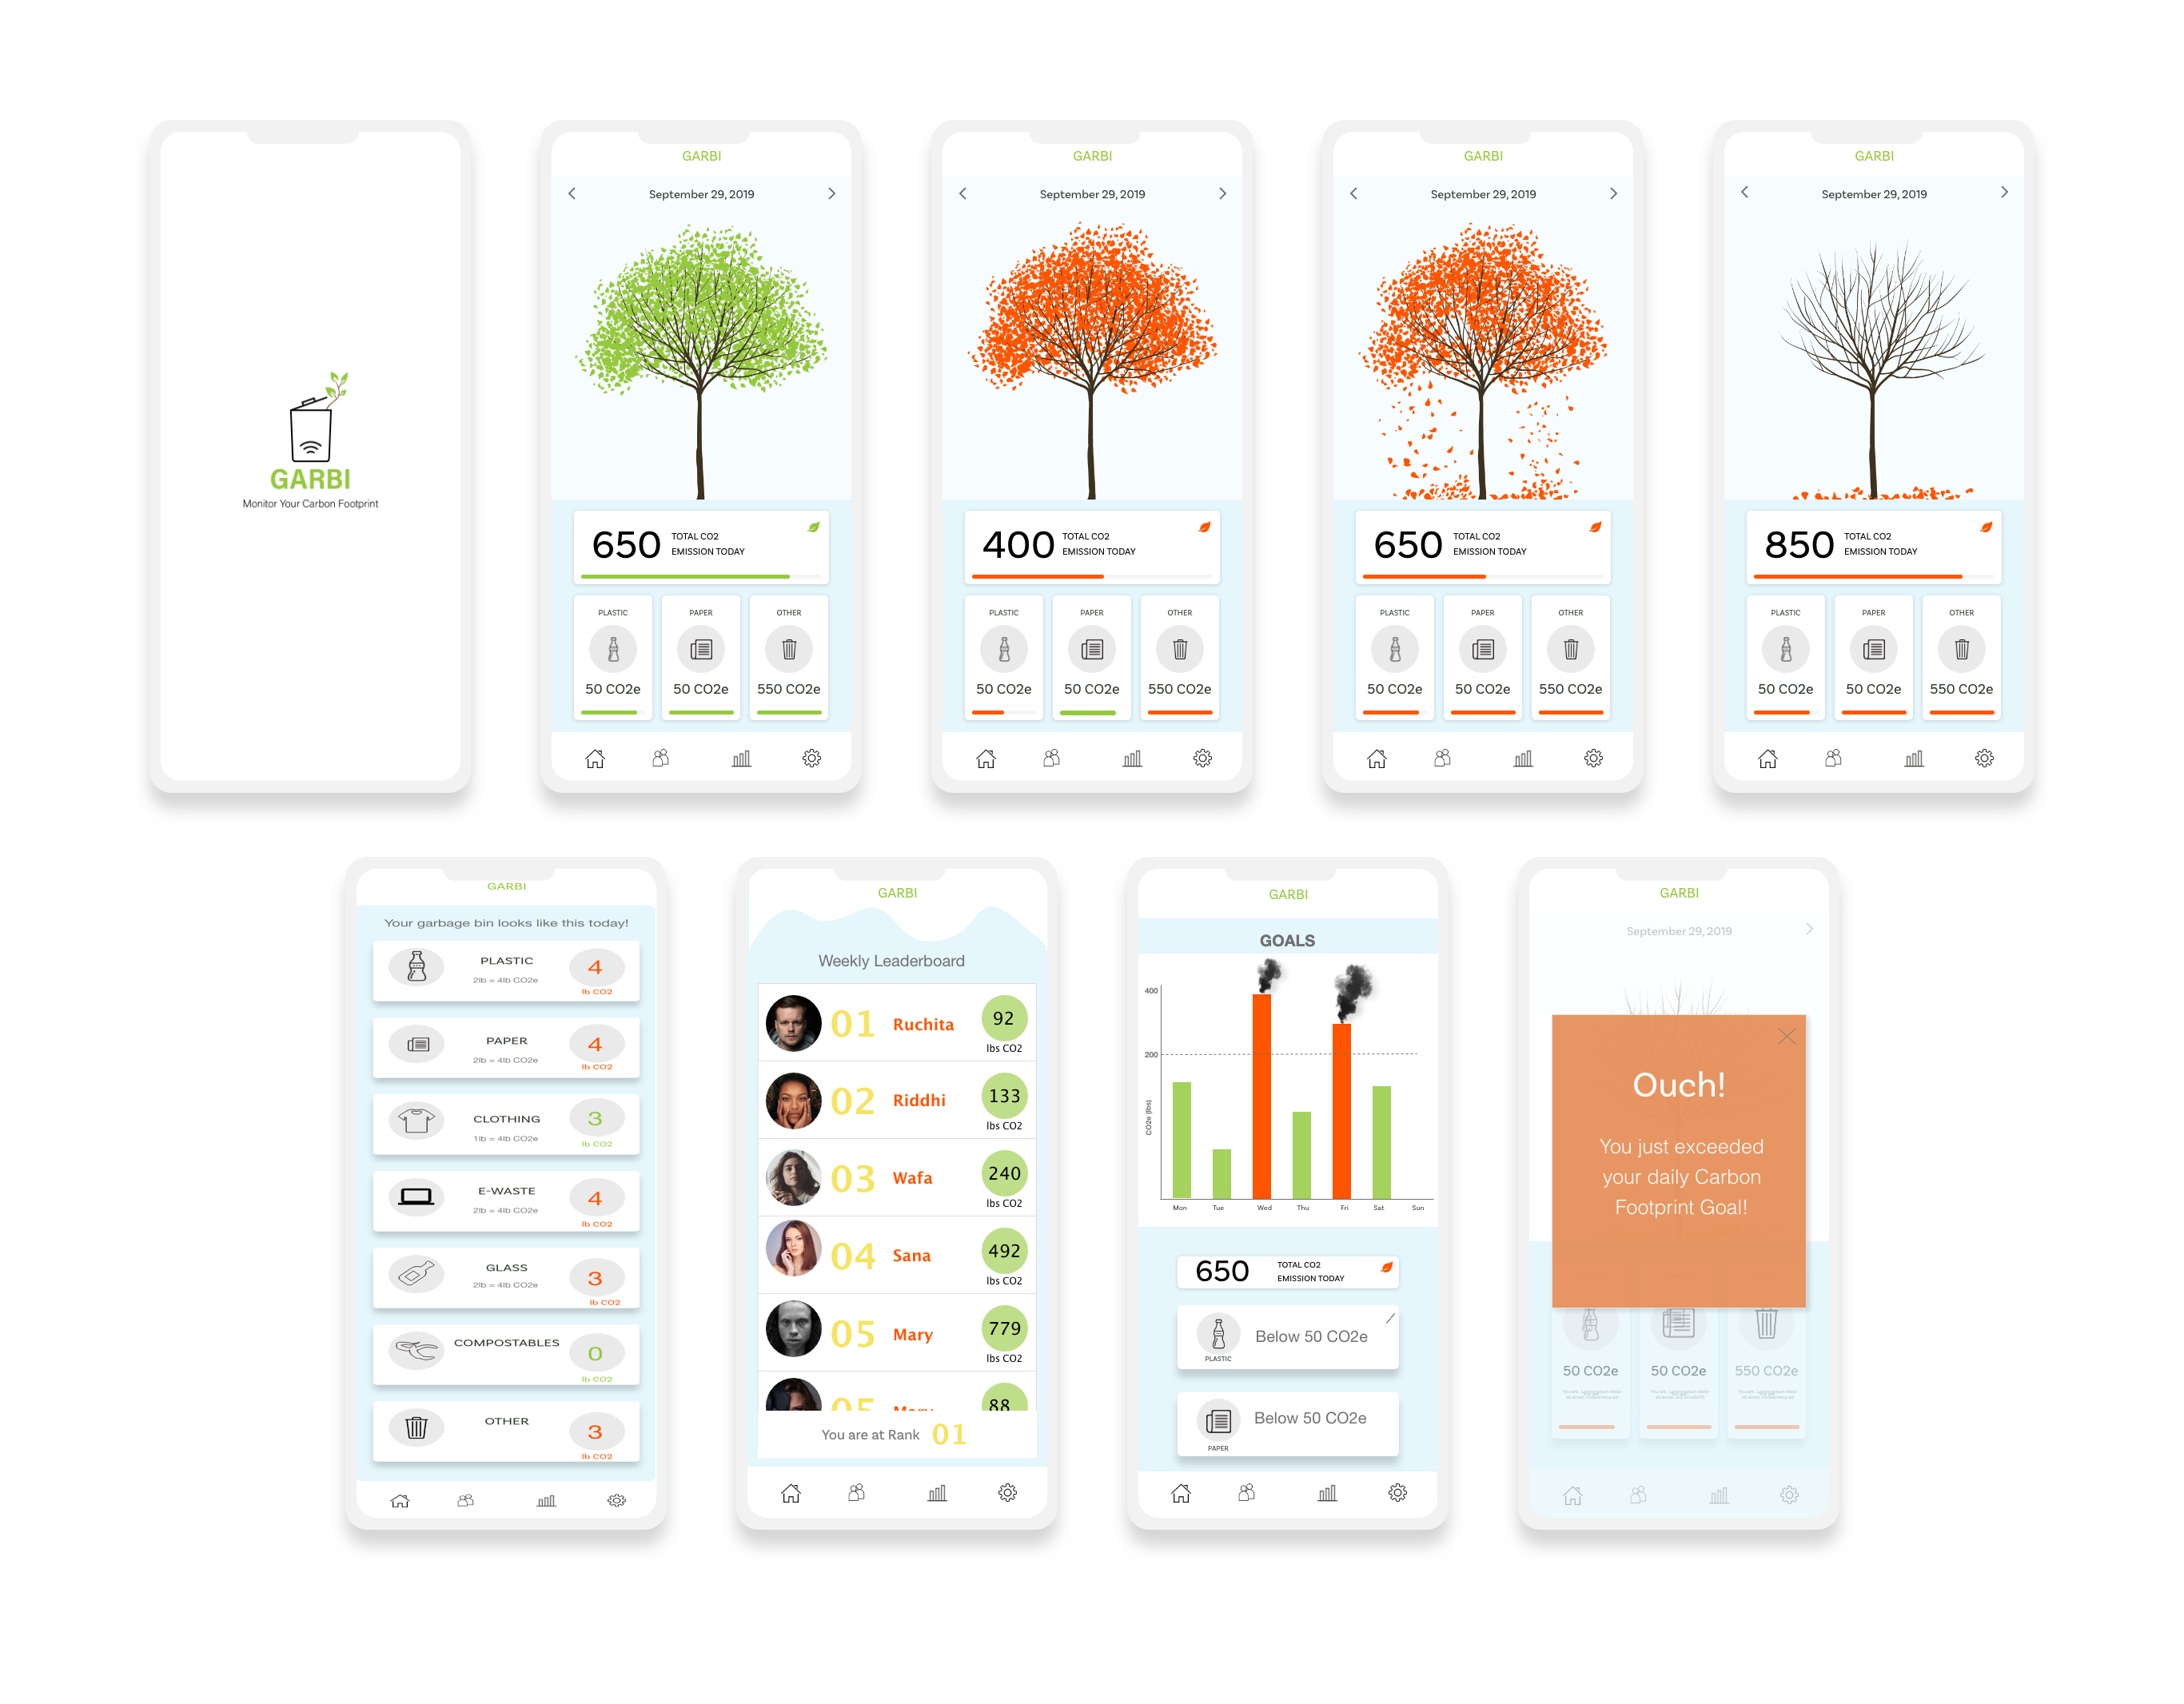 GARBI
Monitor Your Carbon Footprint
GARBI
September 29, 2019
650
TOTAL CO2
EMISSION TODAY
PLASTIC
PAPER
OTHER
50 CO2e
50 CO2e
550 CO2e
GARBI
September 29, 2019
400
TOTAL CO2
EMISSION TODAY
PLASTIC
PAPER
OTHER
50 CO2e
50 CO2e
550 CO2e
GARBI
September 29, 2019
650
TOTAL CO2
EMISSION TODAY
PLASTIC
PAPER
OTHER
50 CO2e
50 CO2e
550 CO2e
GARBI
September 29, 2019
850
TOTAL CO2
EMISSION TODAY
PLASTIC
PAPER
OTHER
50 CO2e
50 CO2e
550 CO2e
GARBI
Your garbage bin looks like this today!
PLASTIC
2lb = 4lb CO2e
4
lb CO2
PAPER
2lb = 4lb CO2e
4
lb CO2
CLOTHING
1lb = 4lb CO2e
3
lb CO2
E-WASTE
2lb = 4lb CO2e
4
lb CO2
GLASS
2lb = 4lb CO2e
3
lb CO2
COMPOSTABLES
0
lb CO2
OTHER
3
lb CO2
GARBI
Weekly Leaderboard
01 Ruchita 92
lbs CO2
02 Riddhi 133
lbs CO2
03 Wafa 240
lbs CO2
04 Sana 492
lbs CO2
05 Mary 779
lbs CO2
05 Mary 88
You are at Rank 01
GARBI
GOALS
400
200
CO2e (lbs)
Mon Tue Wed Thu Fri Sat Sun
650
TOTAL CO2
EMISSION TODAY
PLASTIC
Below 50 CO2e
PAPER
Below 50 CO2e
GARBI
September 29, 2019
Ouch!
You just exceeded
your daily Carbon
Footprint Goal!
50 CO2e
50 CO2e
550 CO2e